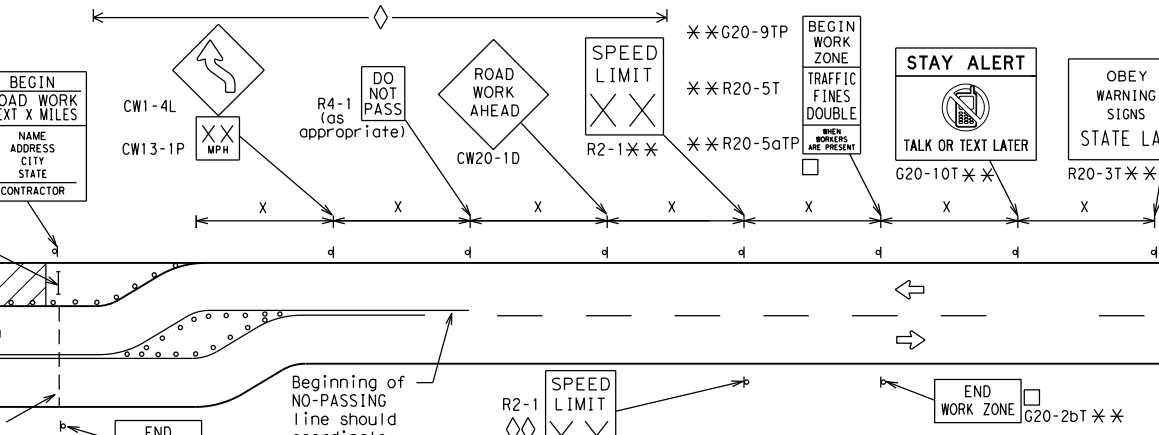 BEGIN
ROAD WORK
NEXT X MILES
NAME
ADDRESS
CITY
STATE
CONTRACTOR
CW1-4L
CW13-1P
XX
MPH
R4-1
(as
appropriate)
DO
NOT
PASS
ROAD
WORK
AHEAD
CW20-1D
SPEED
LIMIT
X X
R2-1**
**G20-9TP
**R20-5T
**R20-5aTP
BEGIN
WORK
ZONE
TRAFFIC
FINES
DOUBLE
WHEN
WORKERS
ARE PRESENT
STAY ALERT
TALK OR TEXT LATER
G20-10T**
OBEY
WARNING
SIGNS
STATE LA
R20-3T**
X X X X X X X
Beginning of
NO-PASSING
line should
coordinate
R2-1
SPEED
LIMIT
X X
END
WORK ZONE
G20-2bT**
END